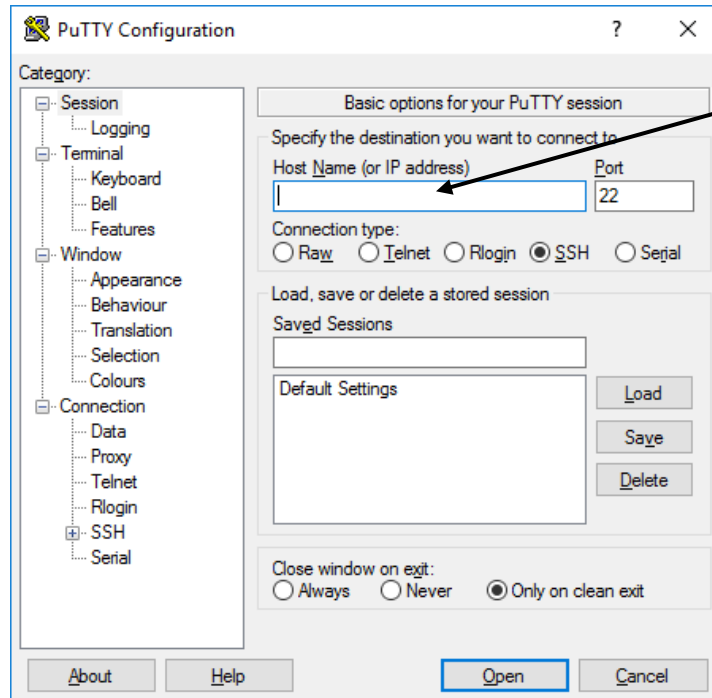 PuTTY Configuration ? ×
Category:
Session
Logging
Terminal
Keyboard
Bell
Features
Window
Appearance
Behaviour
Translation
Selection
Colours
Connection
Data
Proxy
Telnet
Rlogin
SSH
Serial
Basic options for your PuTTY session
Specify the destination you want to connect to
Host Name (or IP address) Port
22
Connection type:
Raw Telnet Rlogin SSH Serial
Load, save or delete a stored session
Saved Sessions
Default Settings
Load
Save
Delete
Close window on exit:
Always Never Only on clean exit
About Help Open Cancel